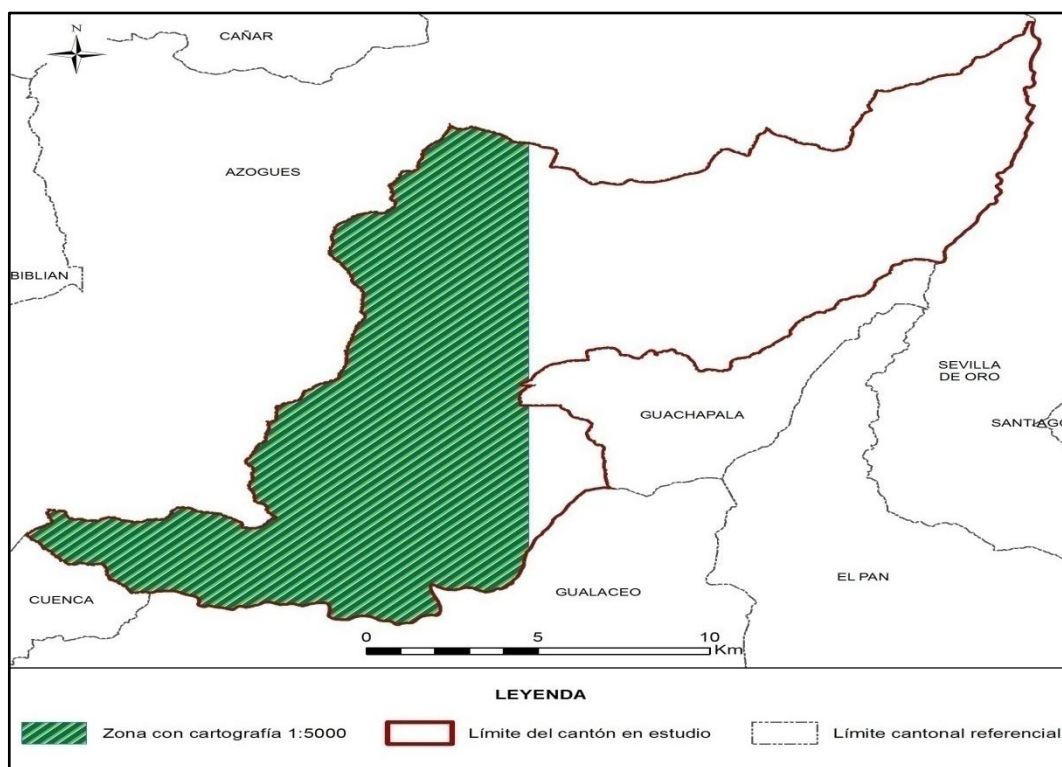 N
CAÑAR
AZOGUES
BIBLIAN
SEVILLA
DE ORO
GUACHAPALA
SANTIAGO
EL PAN
GUALACEO
CUENCA
0 5 10
Km
LEYENDA
Zona con cartografía 1:5000 Límite del cantón en estudio Límite cantonal referencial